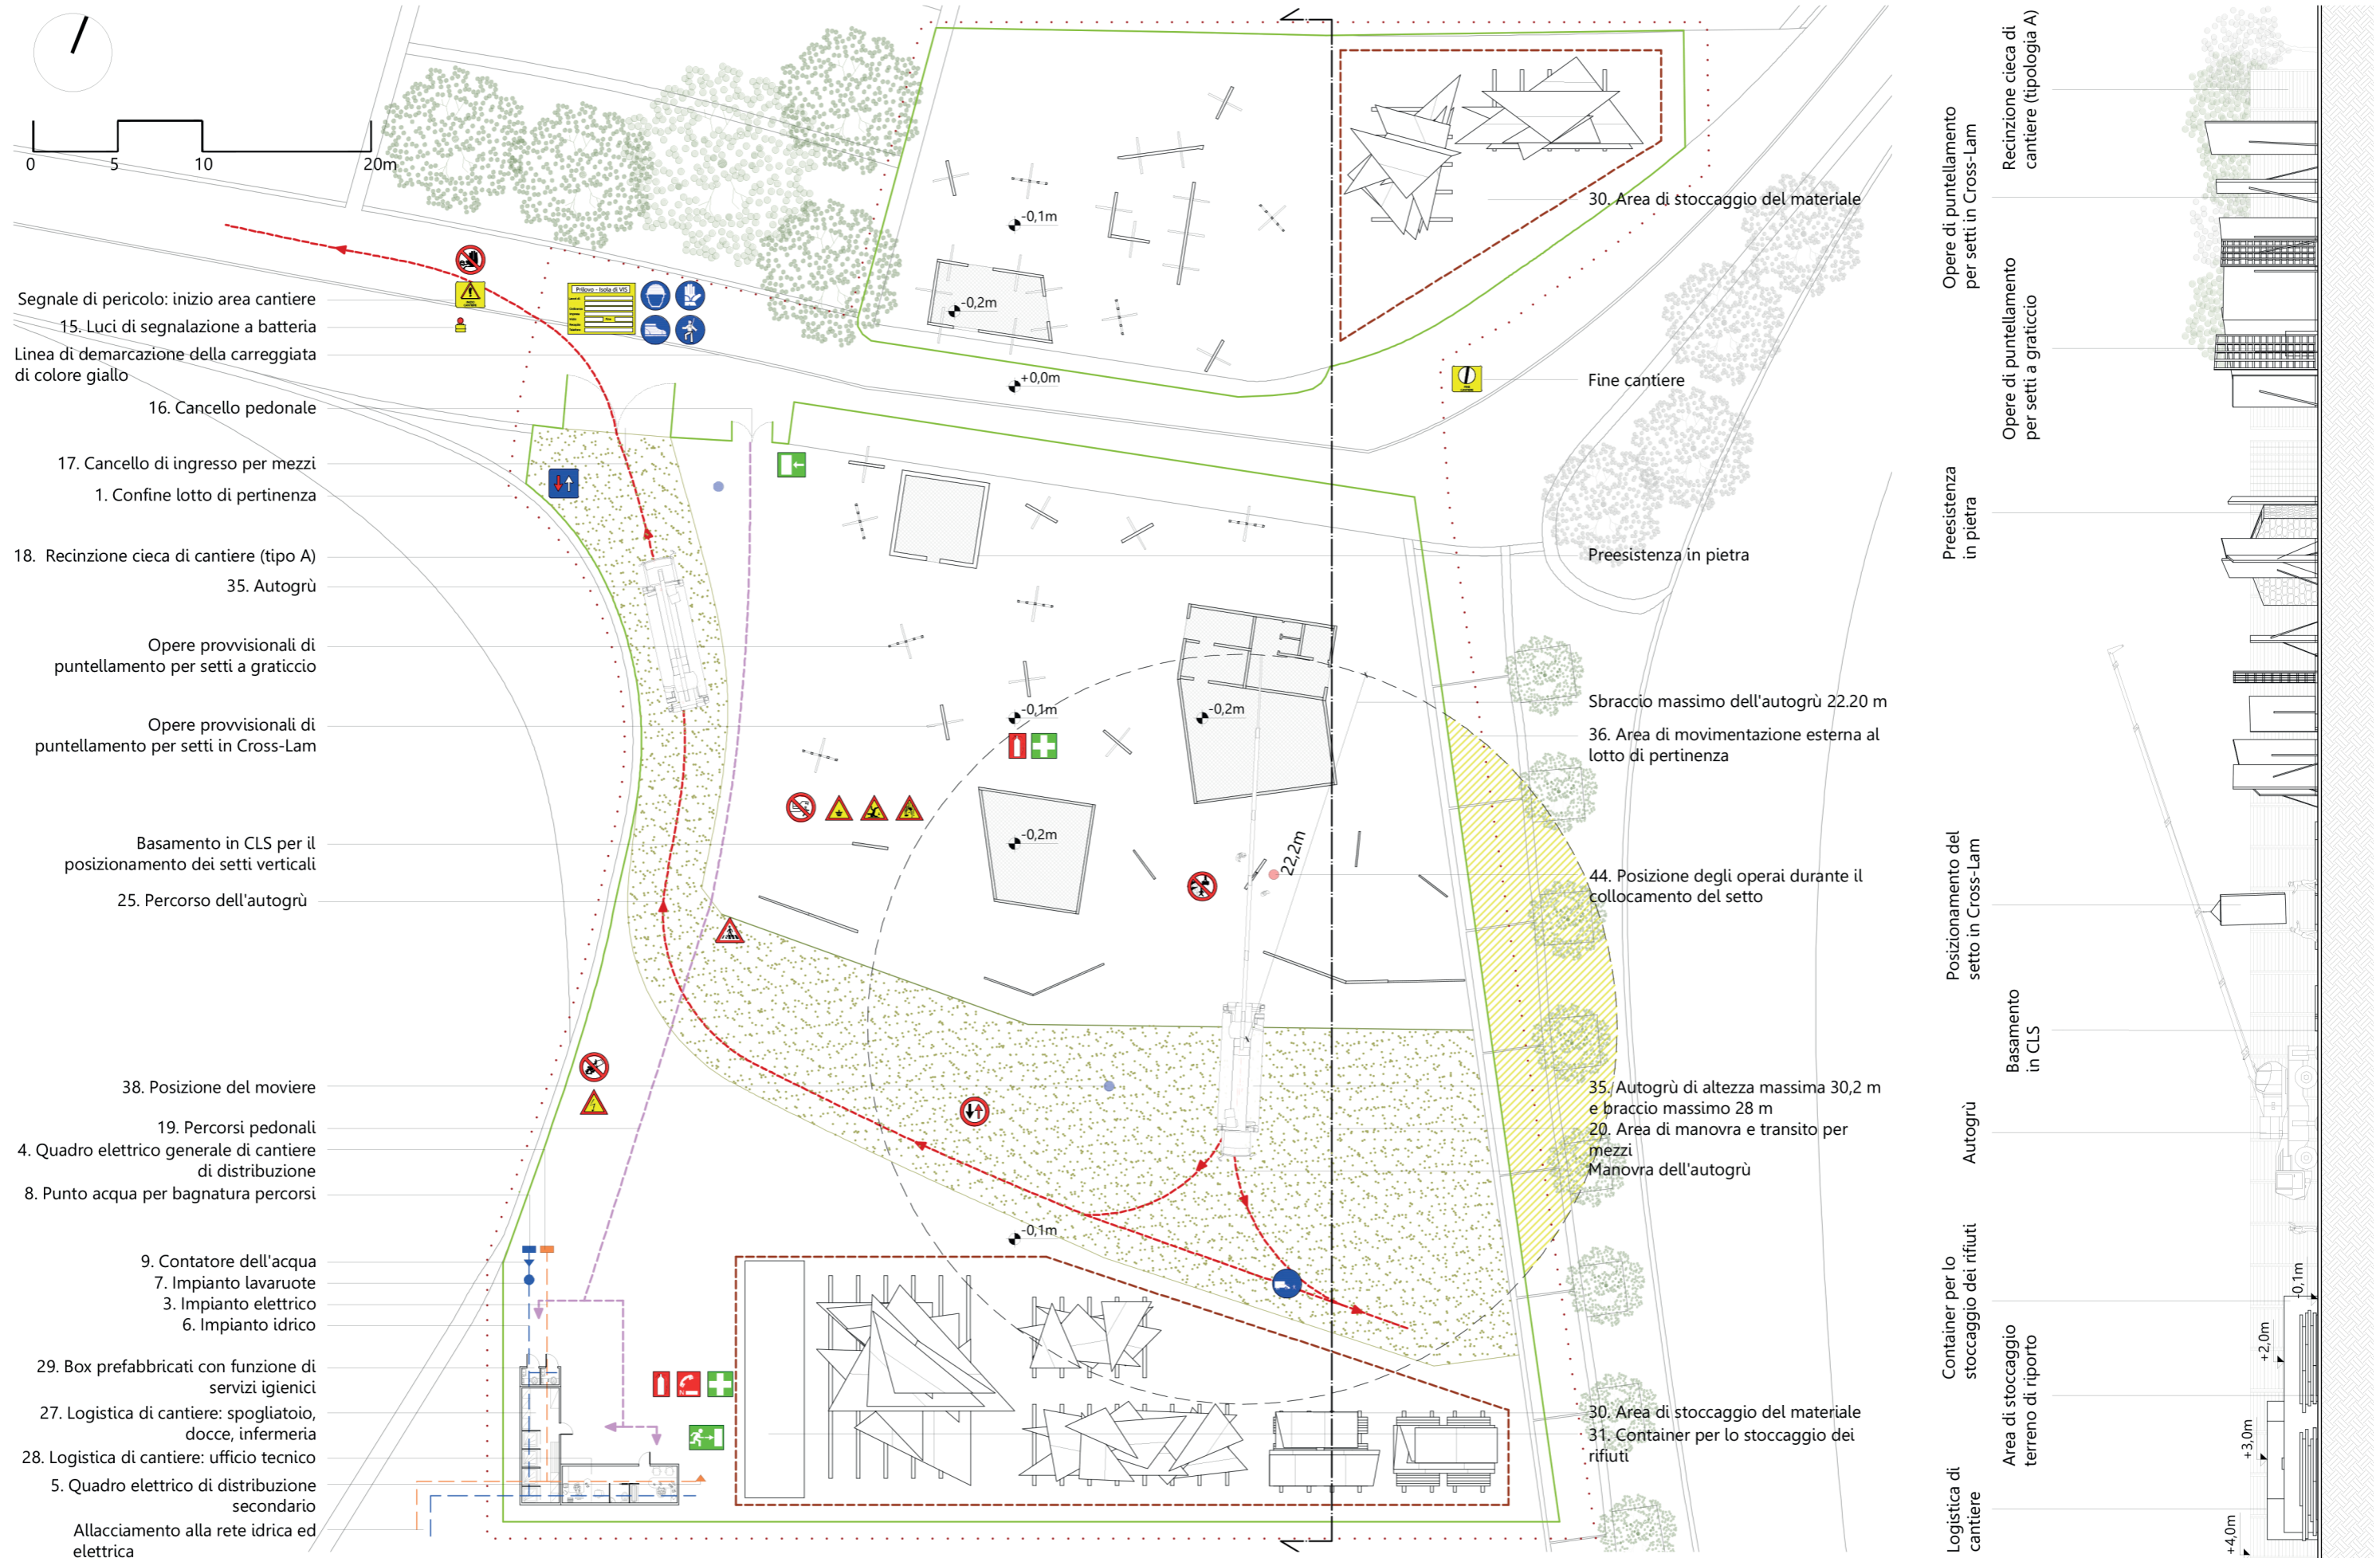 0
5
10
20m
Segnale di pericolo: inizio area cantiere
15. Luci di segnalazione a batteria
Linea di demarcazione della carreggiata
di colore giallo
16. Cancello pedonale
17. Cancello di ingresso per mezzi
1. Confine lotto di pertinenza
18. Recinzione cieca di cantiere (tipo A)
35. Autogrù
Opere provvisionali di
puntellamento per setti a graticcio
Opere provvisionali di
puntellamento per setti in Cross-Lam
Basamento in CLS per il
posizionamento dei setti verticali
25. Percorso dell'autogrù
38. Posizione del moviere
19. Percorsi pedonali
4. Quadro elettrico generale di cantiere
di distribuzione
8. Punto acqua per bagnatura percorsi
9. Contatore dell'acqua
7. Impianto lavaruote
3. Impianto elettrico
6. Impianto idrico
29. Box prefabbricati con funzione di
servizi igienici
27. Logistica di cantiere: spogliatoio,
docce, infermeria
28. Logistica di cantiere: ufficio tecnico
5. Quadro elettrico di distribuzione
secondario
Allacciamento alla rete idrica ed
elettrica
Prilovo - Isola di VIS
-0,1m
-0,2m
+0,0m
-0,1m
-0,2m
-0,2m
22,2m
-0,1m
30. Area di stoccaggio del materiale
Fine cantiere
Preesistenza in pietra
Sbraccio massimo dell'autogrù 22.20 m
36. Area di movimentazione esterna al
lotto di pertinenza
44. Posizione degli operai durante il
collocamento del setto
35. Autogrù di altezza massima 30,2 m
e braccio massimo 28 m
20. Area di manovra e transito per
mezzi
Manovra dell'autogrù
30. Area di stoccaggio del materiale
31. Container per lo stoccaggio dei
rifiuti
Recinzione cieca di
cantiere (tipologia A)
Opere di puntellamento
per setti in Cross-Lam
Opere di puntellamento
per setti a graticcio
Preesistenza
in pietra
Posizionamento del
setto in Cross-Lam
Basamento
in CLS
Autogrù
Container per lo
stoccaggio dei rifiuti
Area di stoccaggio
terreno di riporto
Logistica di
cantiere
-0,1m
+2,0m
+3,0m
+4,0m